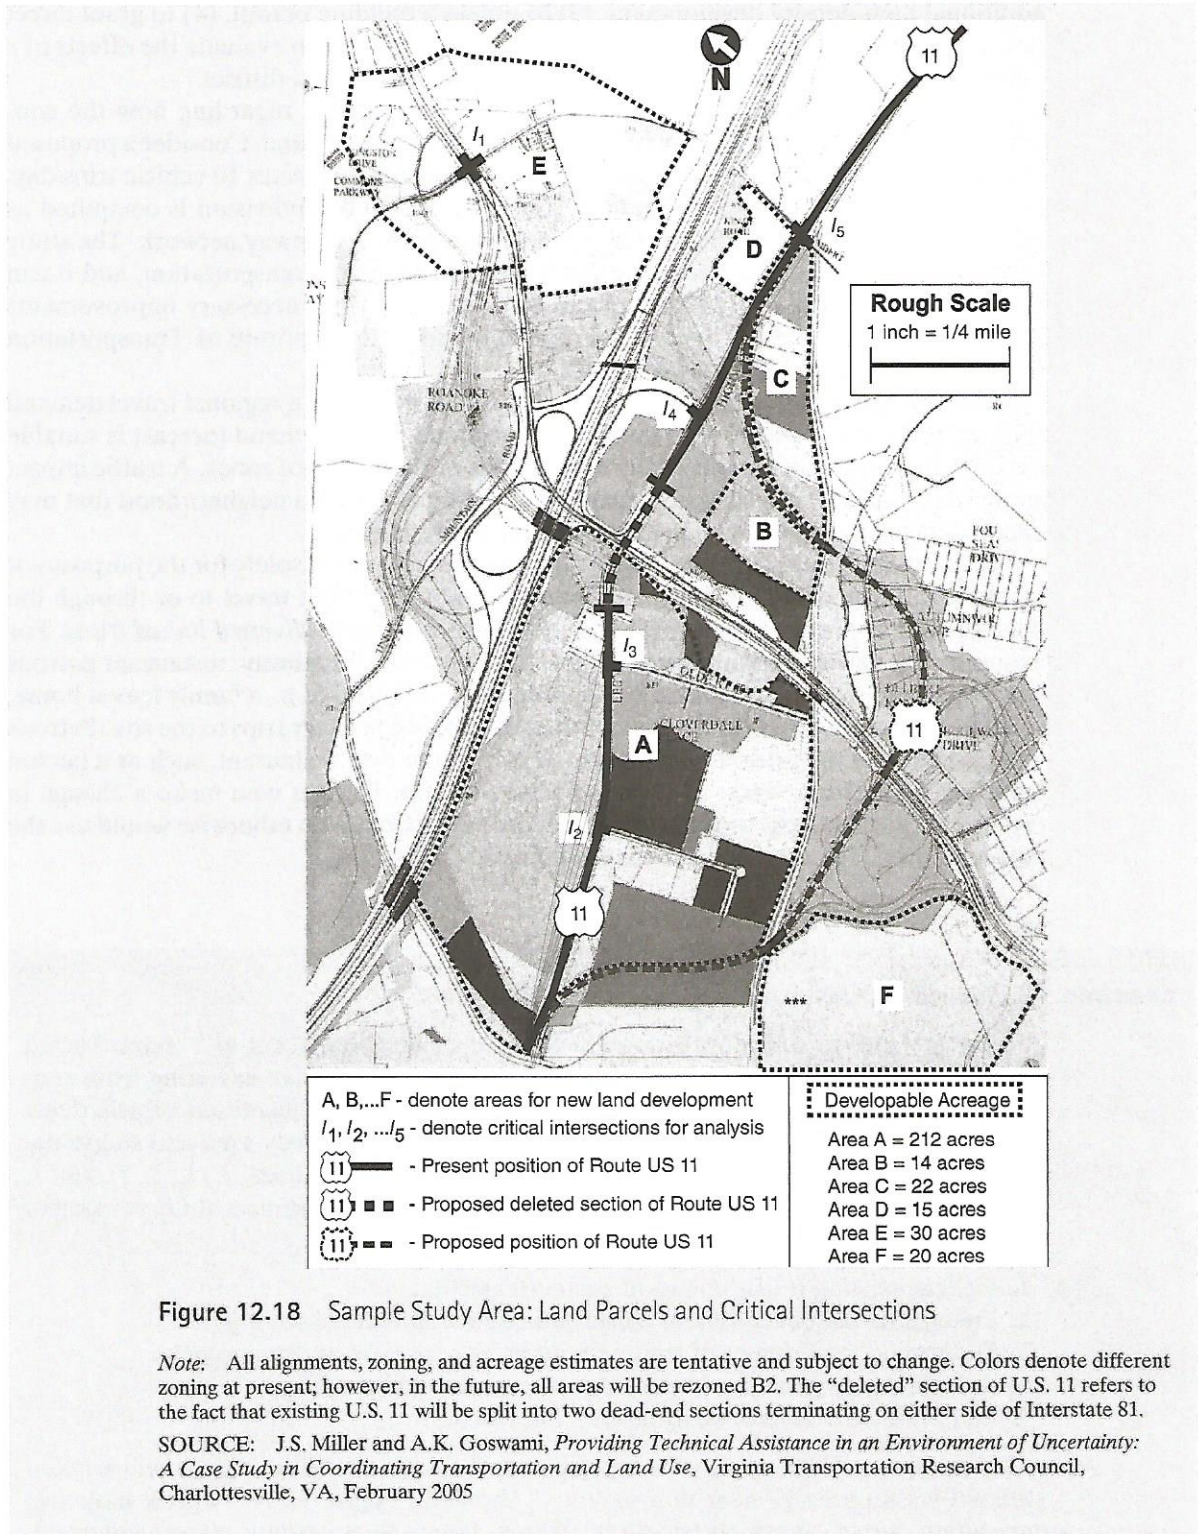 11
N
I1
E
COMMONS
PARKWAY
D
I5
Rough Scale
1 inch = 1/4 mile
C
ROANOKE
ROAD
I4
B
I3
CLOVERDALE
A
11
DRIVE
I2
11
***
F
A, B,...F - denote areas for new land development
I1, I2, ...I5 - denote critical intersections for analysis
11 - Present position of Route US 11
11 - Proposed deleted section of Route US 11
11 - Proposed position of Route US 11
Developable Acreage
Area A = 212 acres
Area B = 14 acres
Area C = 22 acres
Area D = 15 acres
Area E = 30 acres
Area F = 20 acres
Figure 12.18 Sample Study Area: Land Parcels and Critical Intersections
Note: All alignments, zoning, and acreage estimates are tentative and subject to change. Colors denote different
zoning at present; however, in the future, all areas will be rezoned B2. The “deleted” section of U.S. 11 refers to
the fact that existing U.S. 11 will be split into two dead-end sections terminating on either side of Interstate 81.
SOURCE: J.S. Miller and A.K. Goswami, Providing Technical Assistance in an Environment of Uncertainty:
A Case Study in Coordinating Transportation and Land Use, Virginia Transportation Research Council,
Charlottesville, VA, February 2005